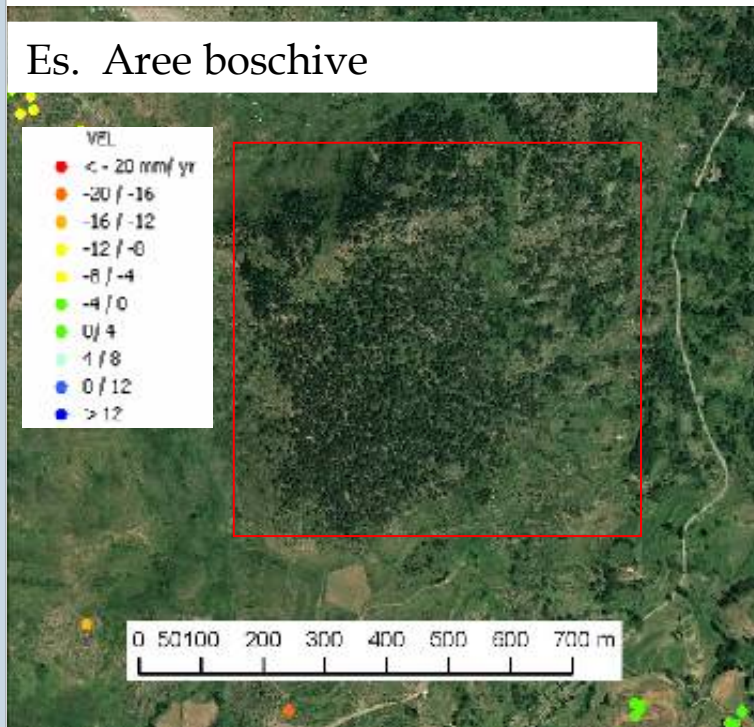 Es. Aree boschive
VEL
< - 20 mm/ yr
-20 / -16
-16 / -12
-12 / -8
-8 / -4
-4 / 0
0/ 4
4 / 8
0 / 12
> 12
0 50100 200 300 400 500 600 700 m